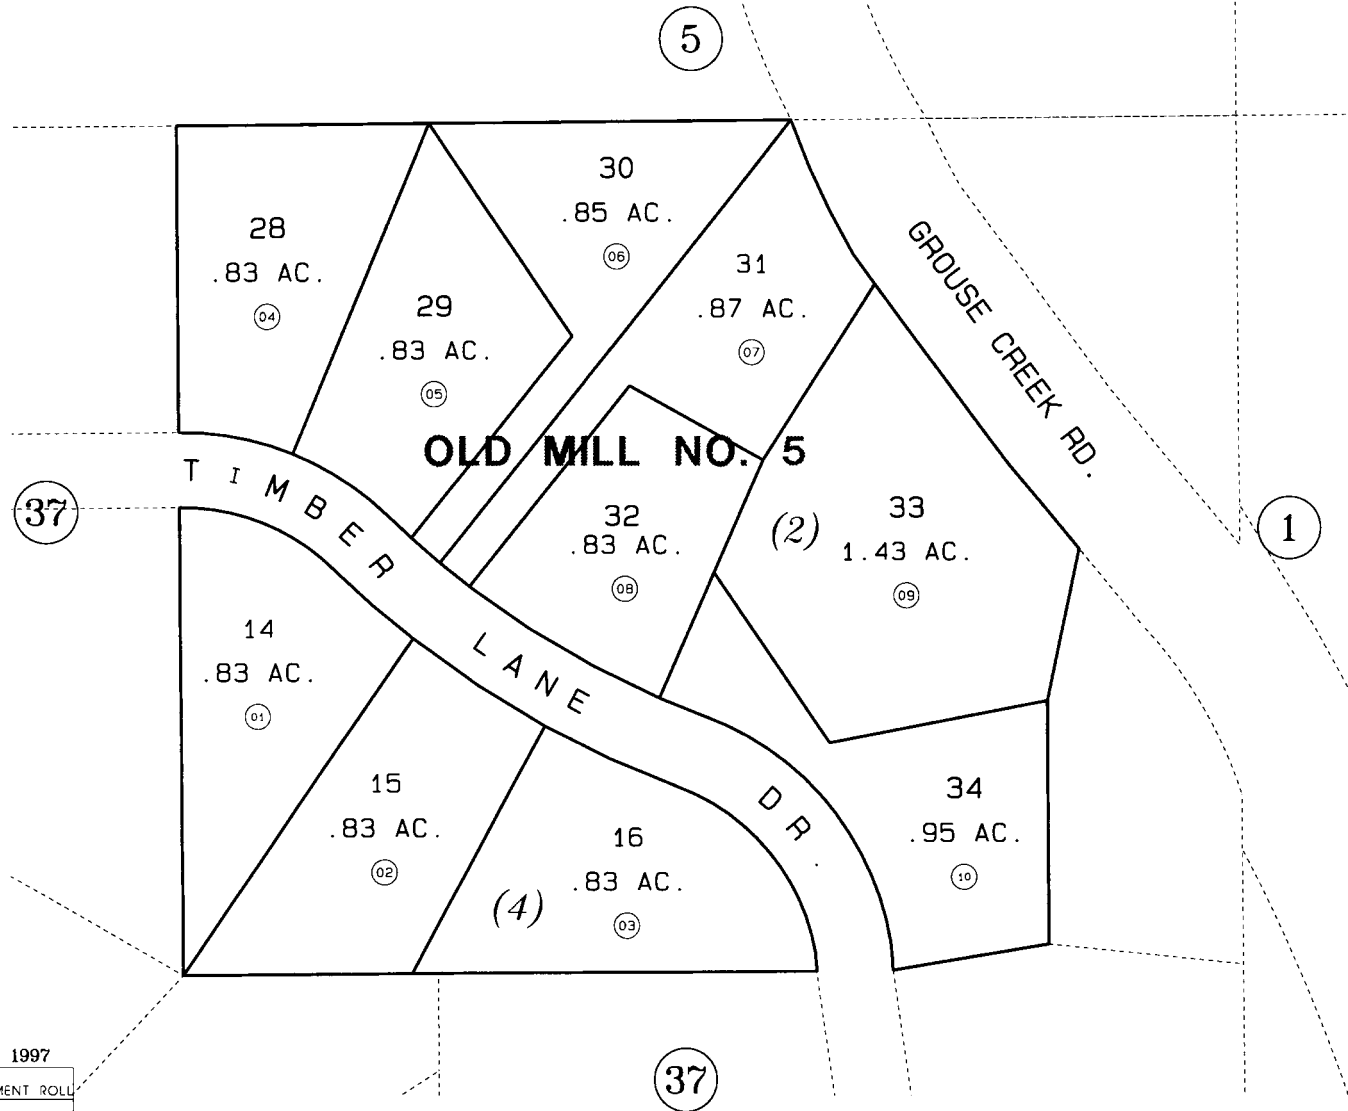 5
30
.85 AC.
06
28
.83 AC.
04
31
.87 AC.
07
GROUSE CREEK RD.
29
.83 AC.
05
OLD MILL NO. 5
TIMBER LANE DR.
37
32
.83 AC.
08
(2)
33
1.43 AC.
09
1
14
.83 AC.
01
15
.83 AC.
02
34
.95 AC.
10
16
.83 AC.
03
(4)
1997
MENT ROLL
37